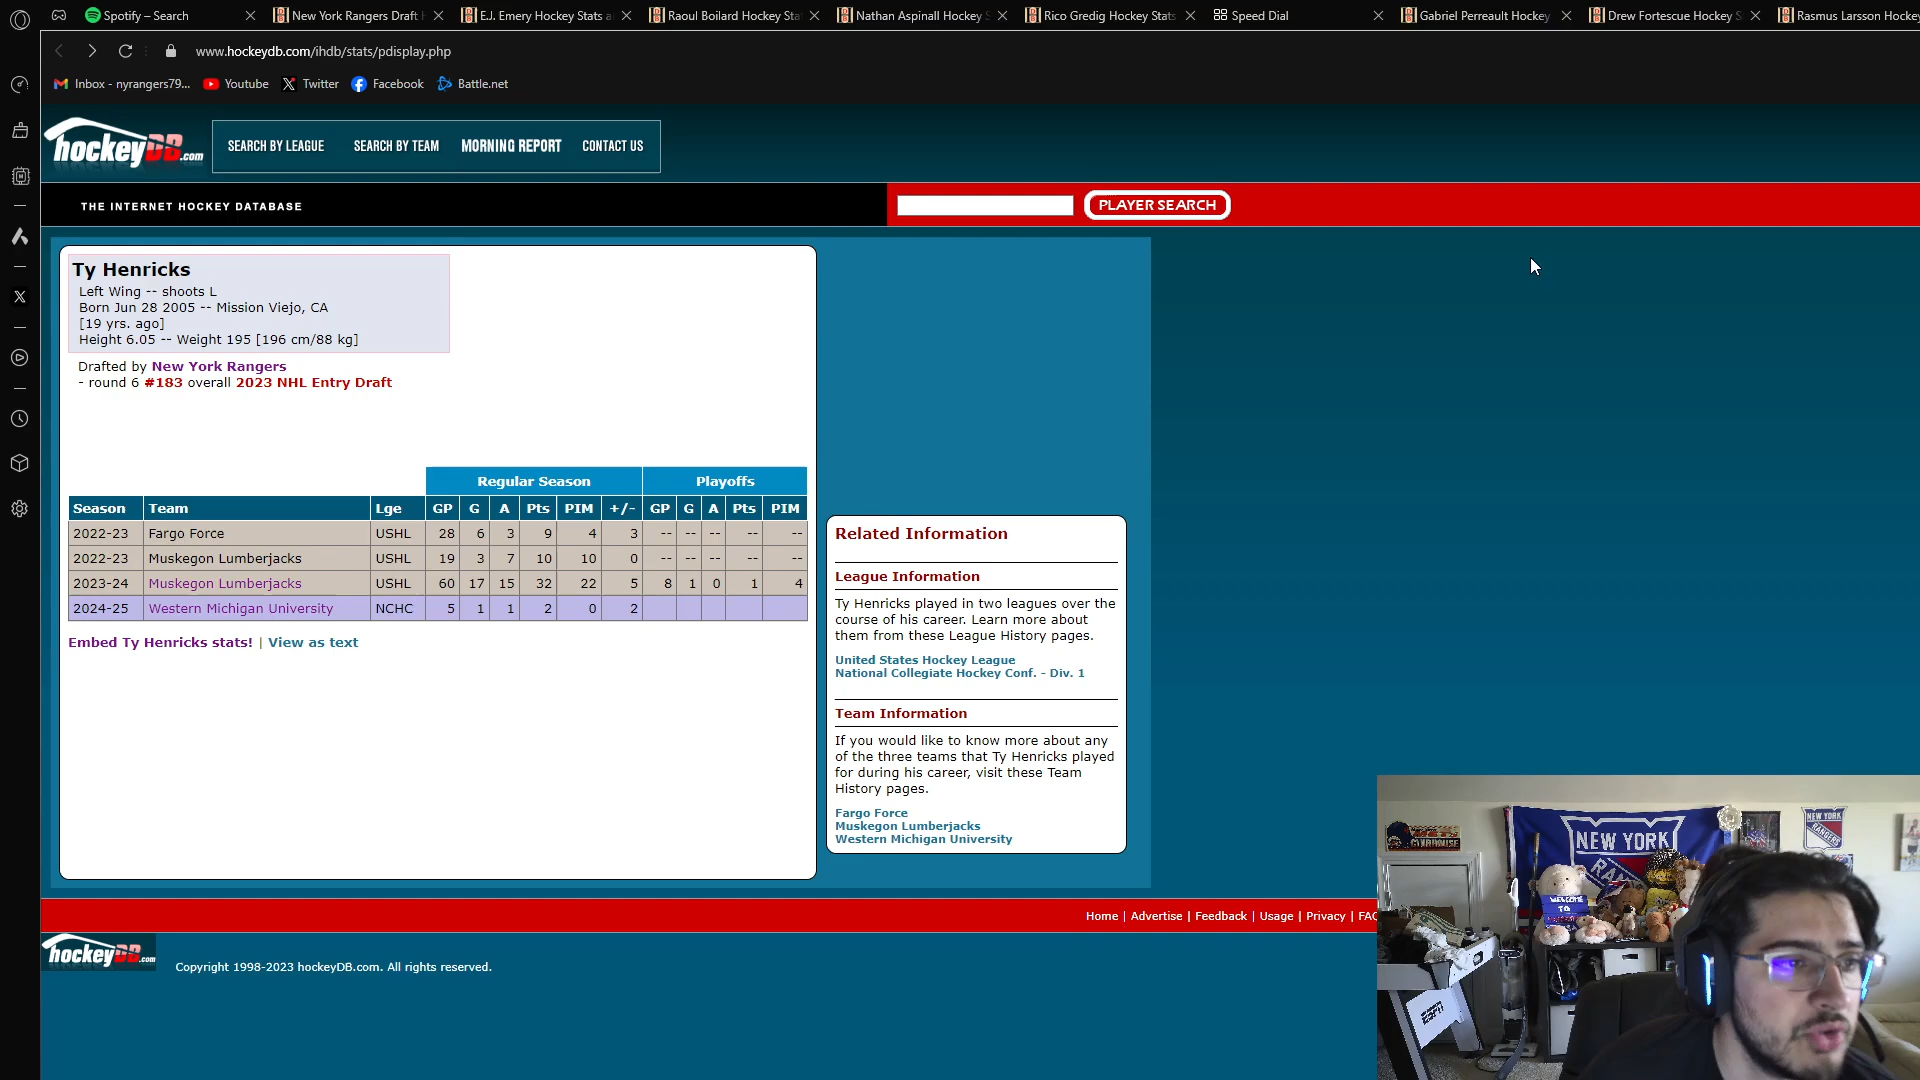 Spotify – Search
New York Rangers Draft H
E.J. Emery Hockey Stats a
Raoul Boilard Hockey Sta
Nathan Aspinall Hockey S
Rico Gredig Hockey Stats
Speed Dial
Gabriel Perreault Hockey
Drew Fortescue Hockey S
Rasmus Larsson Hockey
www.hockeydb.com/ihdb/stats/pdisplay.php
Inbox - nyrangers79...
Youtube
Twitter
Facebook
Battle.net
hockeyDB.com
SEARCH BY LEAGUE
SEARCH BY TEAM
MORNING REPORT
CONTACT US
THE INTERNET HOCKEY DATABASE
PLAYER SEARCH
Ty Henricks
Left Wing -- shoots L
Born Jun 28 2005 -- Mission Viejo, CA
[19 yrs. ago]
Height 6.05 -- Weight 195 [196 cm/88 kg]
Drafted by New York Rangers
- round 6 #183 overall 2023 NHL Entry Draft
Regular Season Playoffs
Season Team Lge GP G A Pts PIM +/- GP G A Pts PIM
2022-23 Fargo Force USHL 28 6 3 9 4 3 -- -- -- -- --
2022-23 Muskegon Lumberjacks USHL 19 3 7 10 10 0 -- -- -- -- --
2023-24 Muskegon Lumberjacks USHL 60 17 15 32 22 5 8 1 0 1 4
2024-25 Western Michigan University NCHC 5 1 1 2 0 2
Embed Ty Henricks stats! | View as text
Related Information
League Information
Ty Henricks played in two leagues over the
course of his career. Learn more about
them from these League History pages.
United States Hockey League
National Collegiate Hockey Conf. - Div. 1
Team Information
If you would like to know more about any
of the three teams that Ty Henricks played
for during his career, visit these Team
History pages.
Fargo Force
Muskegon Lumberjacks
Western Michigan University
Home | Advertise | Feedback | Usage | Privacy | FAQ
hockeyDB.com
Copyright 1998-2023 hockeyDB.com. All rights reserved.
NEW YORK
NEW YORK
RANGERS
WELCOME
TO
ESPN